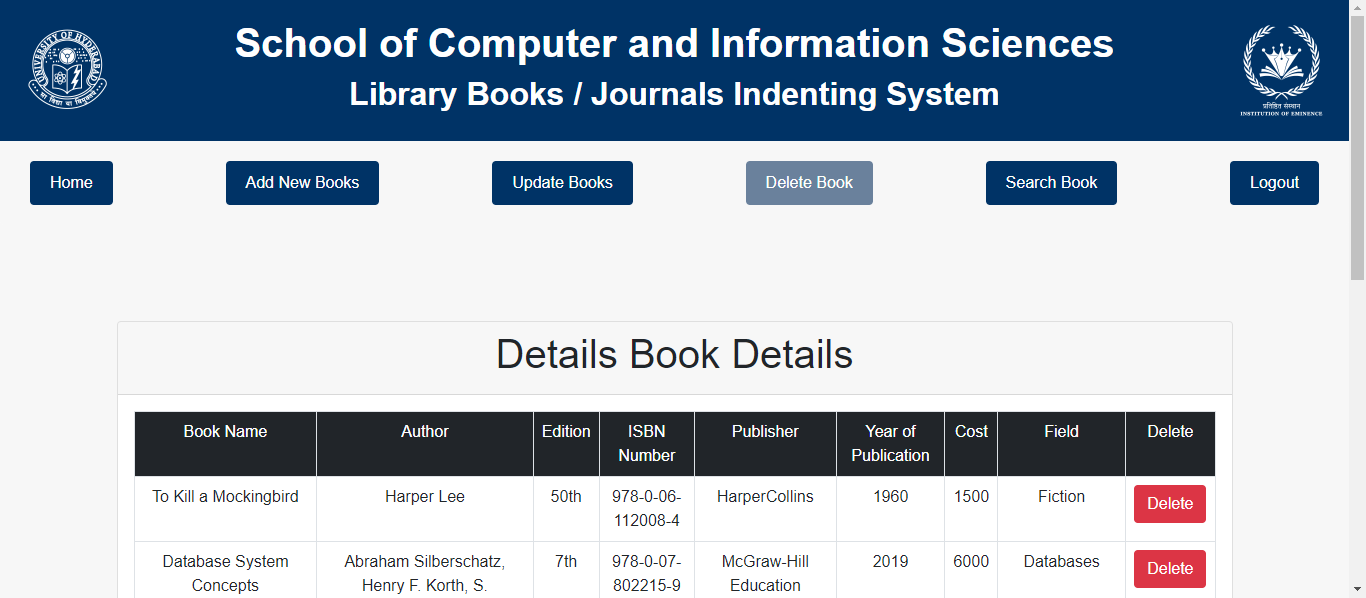 UNIVERSITY OF HYDERABAD
School of Computer and Information Sciences
Library Books / Journals Indenting System
प्रतिष्ठित संस्थान
INSTITUTION OF EMINENCE
Home
Add New Books
Update Books
Delete Book
Search Book
Logout
Details Book Details
Book Name Author Edition ISBN Publisher Year of Cost Field Delete
Number Publication
To Kill a Mockingbird Harper Lee 50th 978-0-06- HarperCollins 1960 1500 Fiction Delete
112008-4
Database System Abraham Silberschatz, 7th 978-0-07- McGraw-Hill 2019 6000 Databases Delete
Concepts Henry F. Korth, S. 802215-9 Education